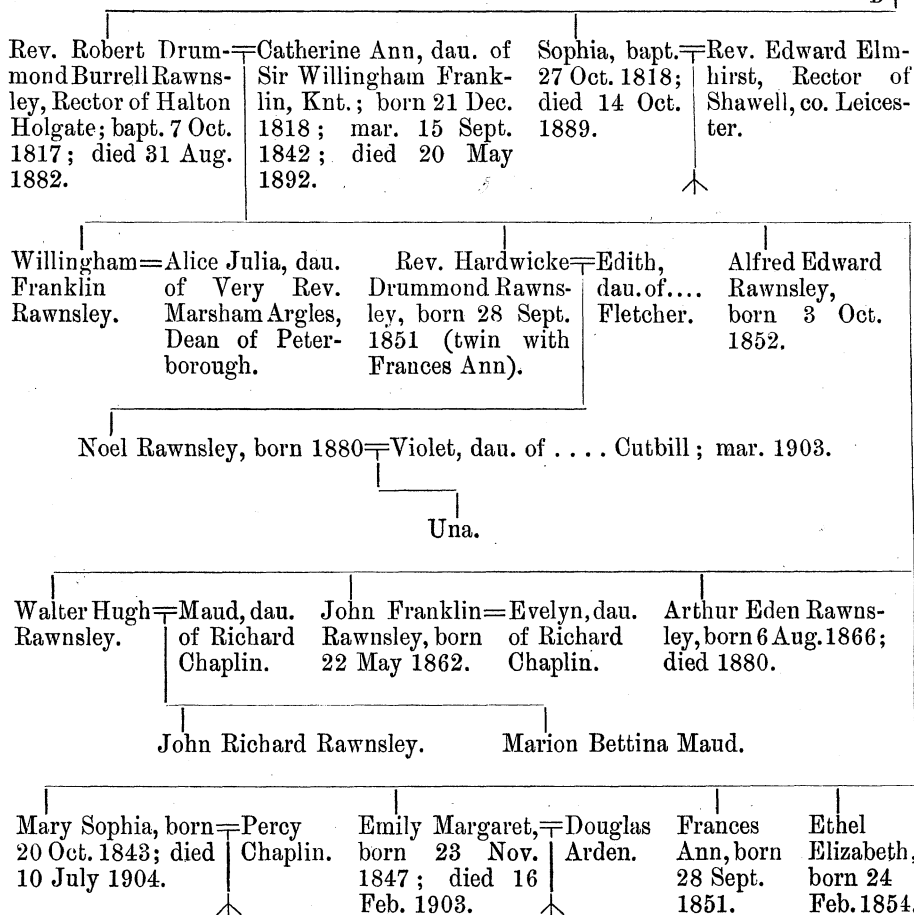 Rev. Robert Drum-
mond Burrell Rawns-
ley, Rector of Halton
Holgate; bapt. 7 Oct.
1817; died 31 Aug.
1882.
Catherine Ann, dau. of
Sir Willingham Frank-
lin, Knt.; born 21 Dec.
1818; mar. 15 Sept.
1842; died 20 May
1892.
Sophia, bapt.
27 Oct. 1818;
died 14 Oct.
1889.
Rev. Edward Elm-
hirst, Rector of
Shawell, co. Leices-
ter.
Willingham
Franklin
Rawnsley.
Alice Julia, dau.
of Very Rev.
Marsham Argles,
Dean of Peter-
borough.
Rev. Hardwicke
Drummond Rawns-
ley, born 28 Sept.
1851 (twin with
Frances Ann).
Edith,
dau. of....
Fletcher.
Alfred Edward
Rawnsley,
born 3 Oct.
1852.
Noel Rawnsley, born 1880
Violet, dau. of .... Cutbill; mar. 1903.
Una.
Walter Hugh
Rawnsley.
Maud, dau.
of Richard
Chaplin.
John Franklin
Rawnsley, born
22 May 1862.
Evelyn, dau.
of Richard
Chaplin.
Arthur Eden Rawns-
ley, born 6 Aug. 1866;
died 1880.
John Richard Rawnsley.
Marion Bettina Maud.
Mary Sophia, born
20 Oct. 1843; died
10 July 1904.
Percy
Chaplin.
Emily Margaret,
born 23 Nov.
1847; died 16
Feb. 1903.
Douglas
Arden.
Frances
Ann, born
28 Sept.
1851.
Ethel
Elizabeth,
born 24
Feb. 1854.